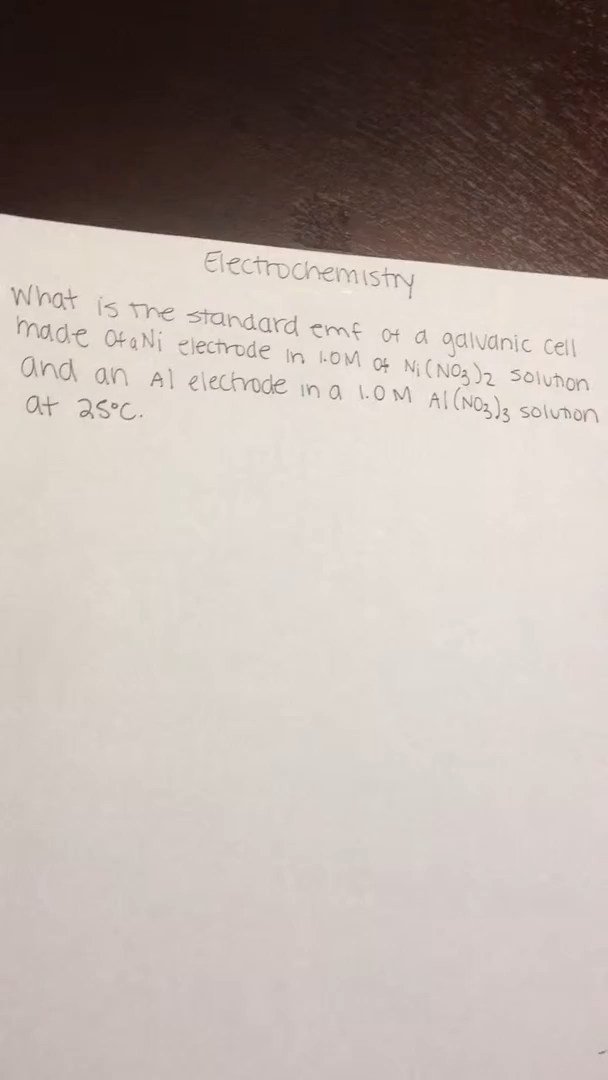 Electrochemistry
What is the standard emf of a galvanic cell
made of a Ni electrode in 1.0M of Ni(NO3)2 solution
and an Al electrode in a 1.0M Al(NO3)3 solution
at 25°C.